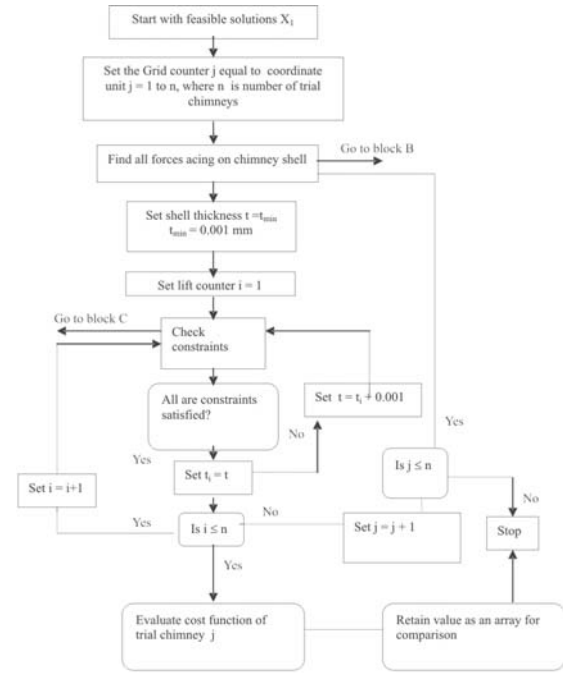 Start with feasible solutions X₁
Set the Grid counter j equal to coordinate
unit j = 1 to n, where n is number of trial
chimneys
Find all forces acing on chimney shell
Go to block B
Set shell thickness t =tₘᵢₙ
tₘᵢₙ = 0.001 mm
Set lift counter i = 1
Go to block C
Check
constraints
All are constraints
satisfied?
Set t = tᵢ + 0.001
No
Yes
Yes
Set tᵢ = t
Is j ≤ n
Set i = i+1
No
Yes
Is i ≤ n
No
Set j = j + 1
Stop
Yes
Evaluate cost function of
trial chimney j
Retain value as an array for
comparison